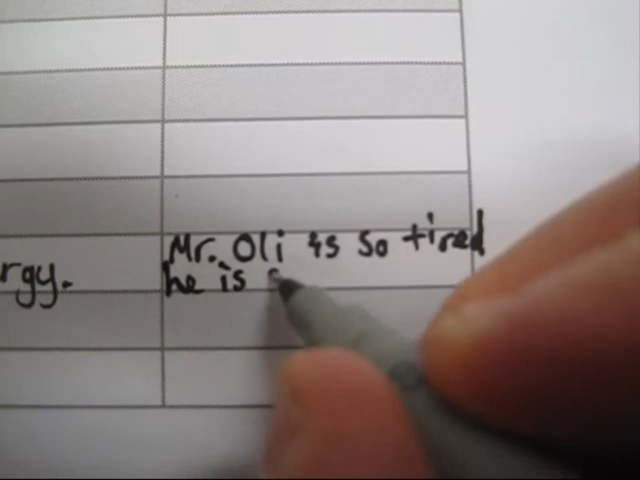 rgy.
Mr. Oli is so tired
he is